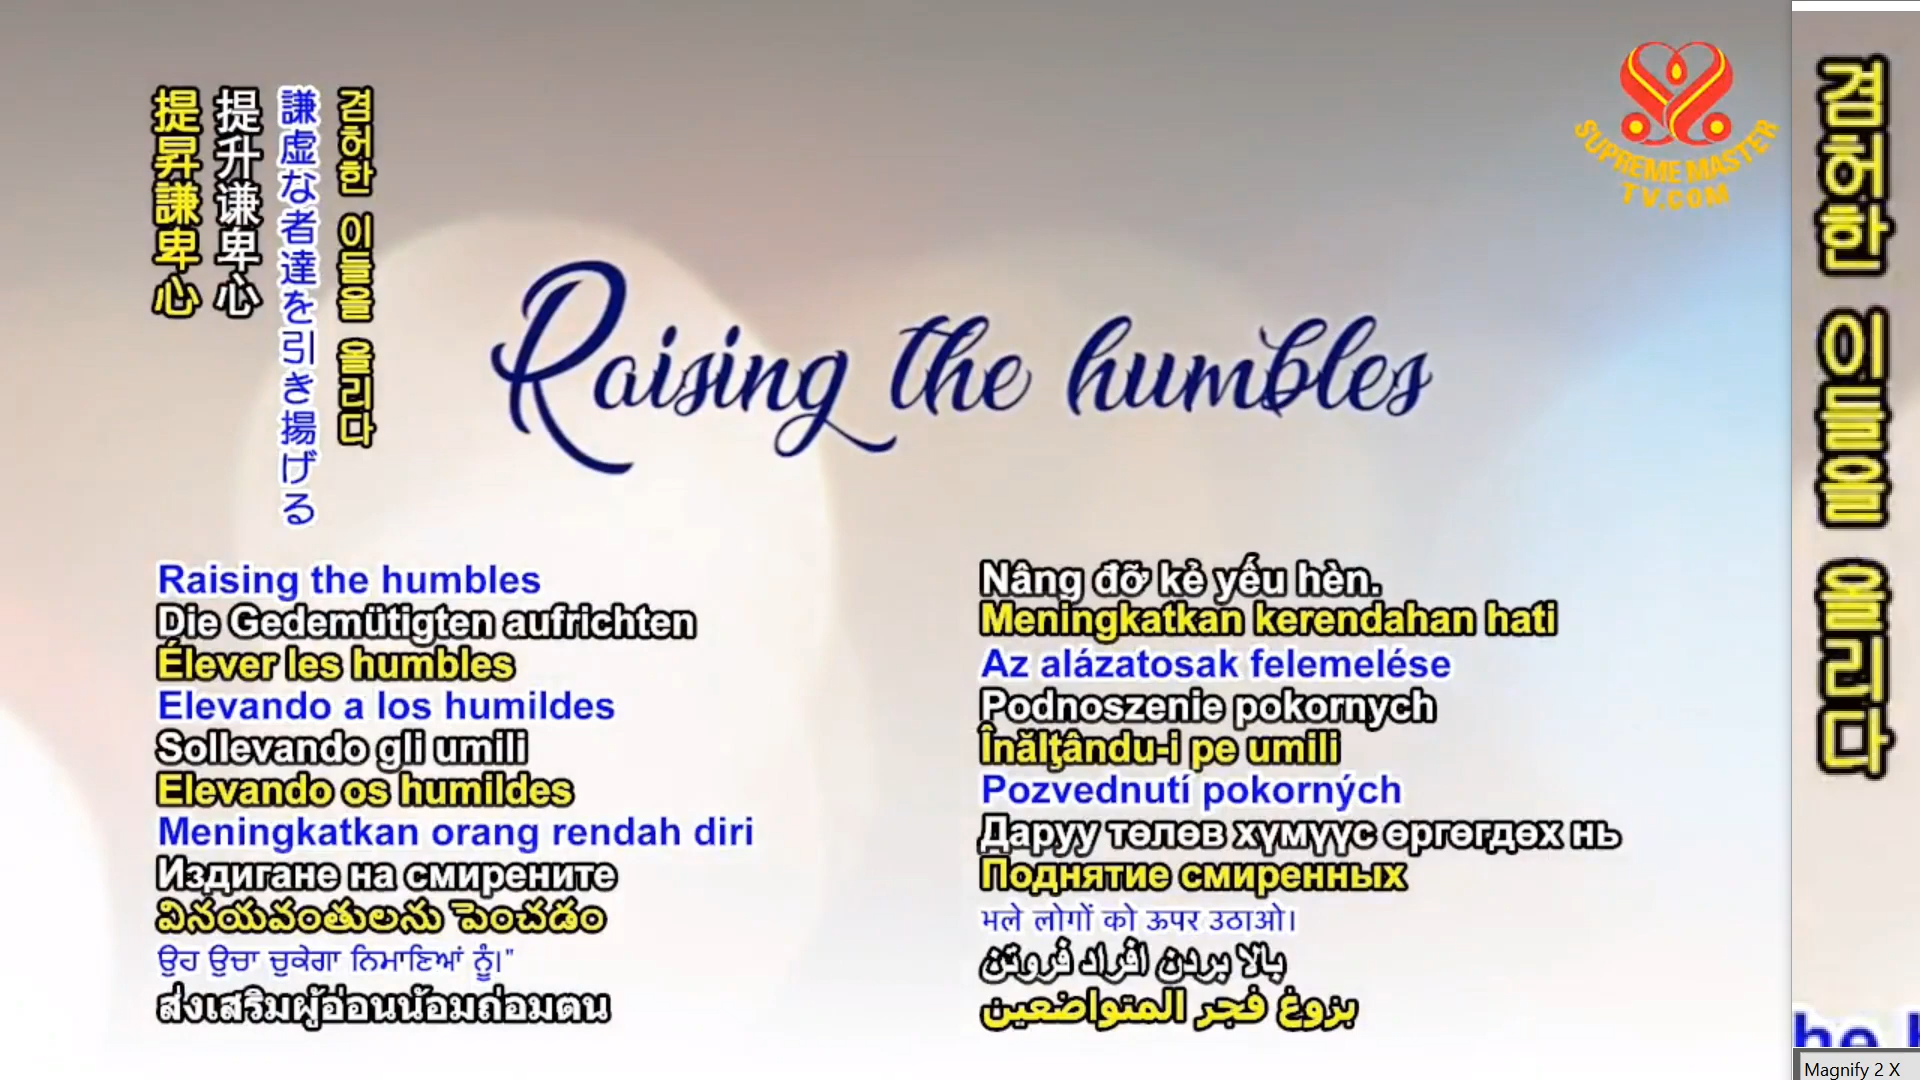 提昇謙卑心
提升谦卑心
謙虚な者達を引き揚げる
겸허한 이들을 올리다
SUPREME MASTER
TV.COM
Raising the humbles
Raising the humbles
Die Gedemütigten aufrichten
Élever les humbles
Elevando a los humildes
Sollevando gli umili
Elevando os humildes
Meningkatkan orang rendah diri
Издигане на смирените
వినయవంతులను పెంచడం
ਉਹ ਉਚਾ ਚੁਕੇਗਾ ਨਿਮਾਣਿਆਂ ਨੂੰ।"
ส่งเสริมผู้อ่อนน้อมถ่อมตน
Nâng đỡ kẻ yếu hèn.
Meningkatkan kerendahan hati
Az alázatosak felemelése
Podnoszenie pokornych
Înălţându-i pe umili
Pozvednutí pokorných
Даруу төлөв хүмүүс өргөгдөх нь
Поднятие смиренных
भले लोगों को ऊपर उठाओ।
بالا بردن افراد فروتن
بزوغ فجر المتواضعين
겸허한 이들을 올리다
he h
Magnify 2 X